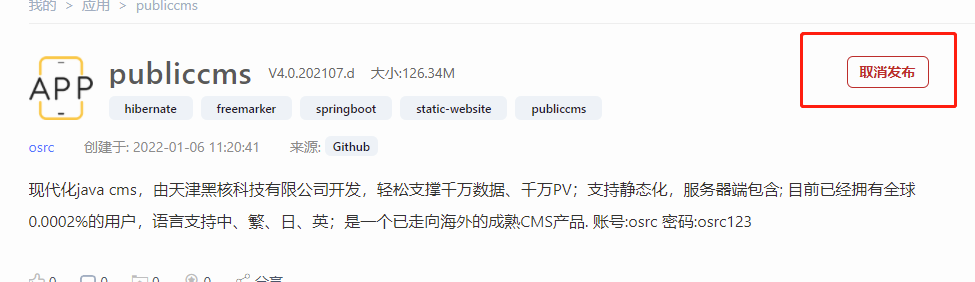 我的 > 应用 > publiccms
APP publiccms V4.0.202107.d 大小:126.34M 取消发布
hibernate freemarker springboot static-website publiccms
osrc 创建于: 2022-01-06 11:20:41 来源: Github
现代化java cms，由天津黑核科技有限公司开发，轻松支撑千万数据、千万PV；支持静态化，服务器端包含; 目前已经拥有全球
0.0002%的用户，语言支持中、繁、日、英；是一个已走向海外的成熟CMS产品. 账号:osrc 密码:osrc123
0 0 0 0 分享